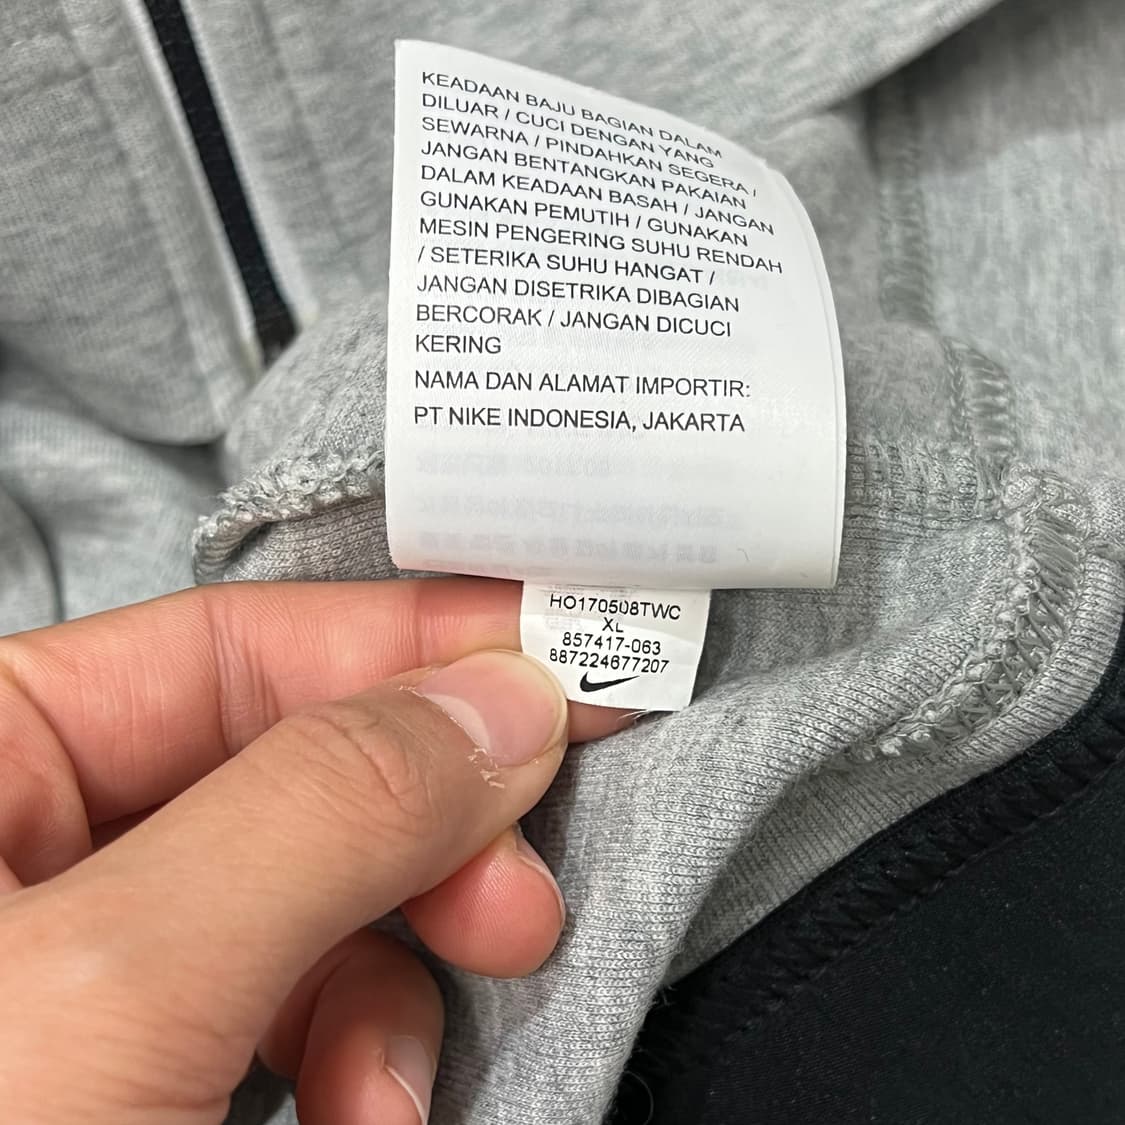 KEADAAN BAJU BAGIAN DALAM
DILUAR / CUCI DENGAN YANG
SEWARNA / PINDAHKAN SEGERA /
JANGAN BENTANGKAN PAKAIAN
DALAM KEADAAN BASAH / JANGAN
GUNAKAN PEMUTIH / GUNAKAN
MESIN PENGERING SUHU RENDAH
/ SETERIKA SUHU HANGAT /
JANGAN DISETRIKA DIBAGIAN
BERCORAK / JANGAN DICUCI
KERING
NAMA DAN ALAMAT IMPORTIR:
PT NIKE INDONESIA, JAKARTA
HO170508TWC
XL
857417-063
887224677207